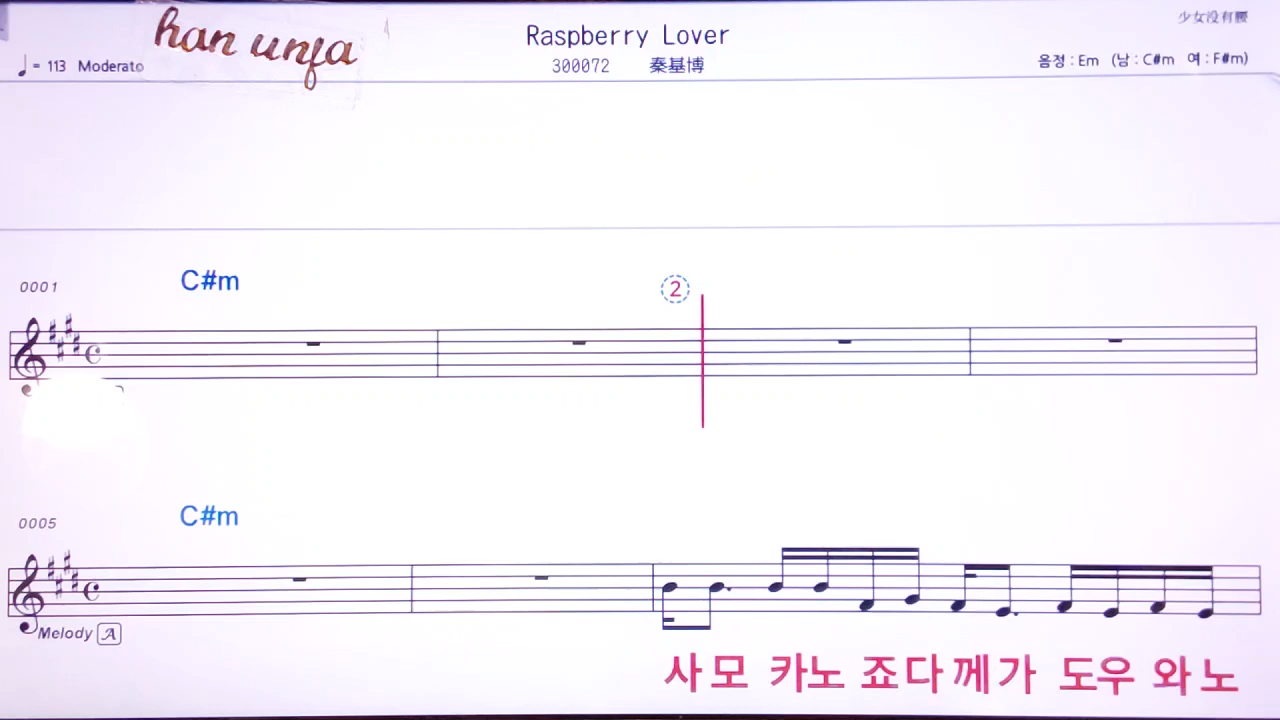 han unfa
Raspberry Lover
少女没有腰
♩= 113 Moderato
300072 秦基博
음정 : Em (남 : C#m 여 : F#m)
0001
C#m
②
0005
C#m
Melody A
사 모 카노 죠다 께가 도우 와노